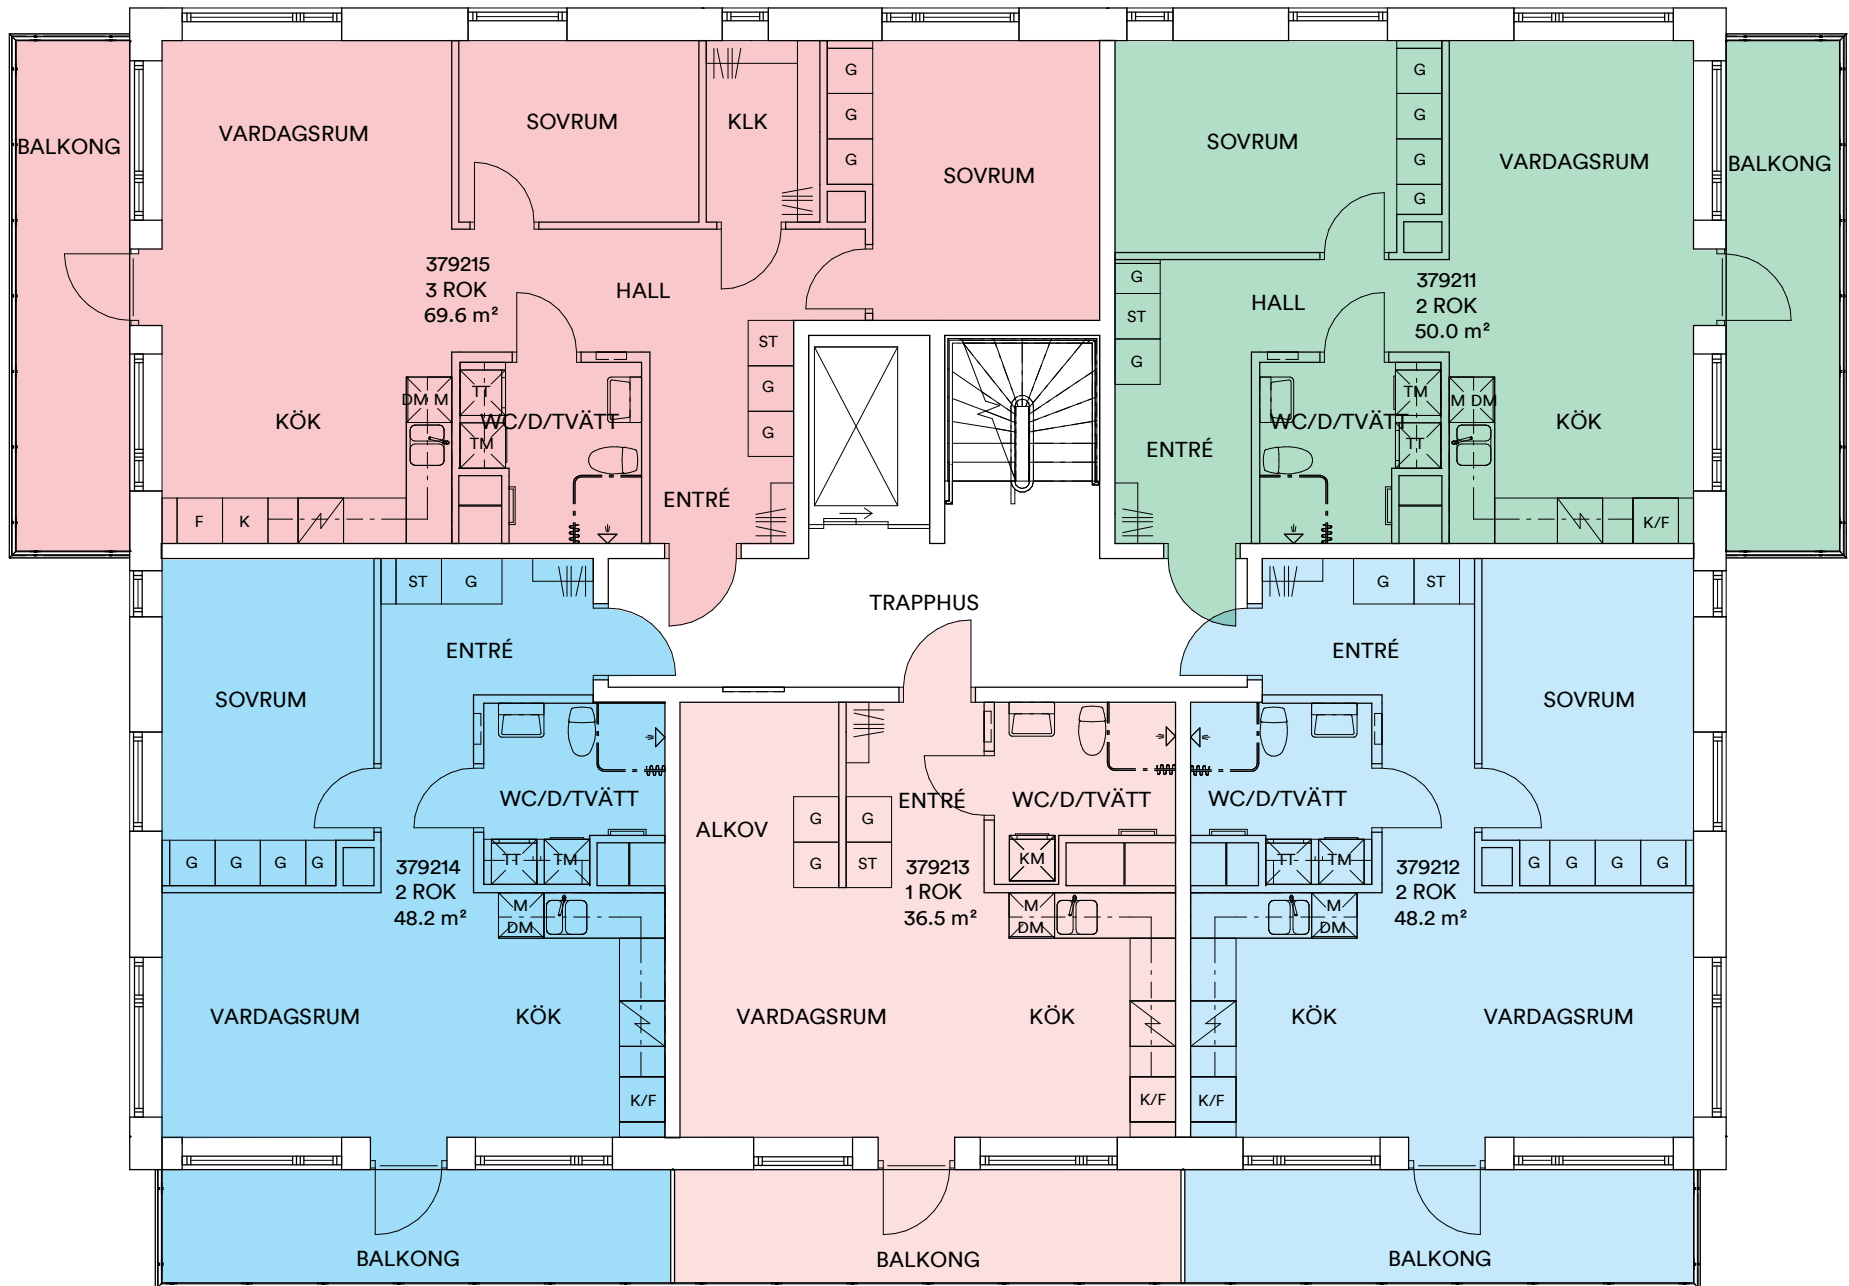 BALKONG
VARDAGSRUM
SOVRUM
KLK
G
G
G
SOVRUM
379215
3 ROK
69.6 m²
HALL
ST
G
G
DM M
TT
TM
WC/D/TVÄTT
KÖK
ENTRÉ
F
K
SOVRUM
G
G
G
G
VARDAGSRUM
BALKONG
G
ST
G
HALL
379211
2 ROK
50.0 m²
ENTRÉ
WC/D/TVÄTT
TM
TT
M DM
KÖK
K/F
TRAPPHUS
ST
G
ENTRÉ
SOVRUM
WC/D/TVÄTT
TT
TM
G
G
G
G
379214
2 ROK
48.2 m²
M
DM
VARDAGSRUM
KÖK
K/F
BALKONG
ALKOV
G
G
G
ST
ENTRÉ
WC/D/TVÄTT
KM
379213
1 ROK
36.5 m²
M
DM
VARDAGSRUM
KÖK
K/F
BALKONG
G
ST
ENTRÉ
SOVRUM
WC/D/TVÄTT
TT
TM
379212
2 ROK
48.2 m²
G
G
G
G
M
DM
KÖK
VARDAGSRUM
K/F
BALKONG